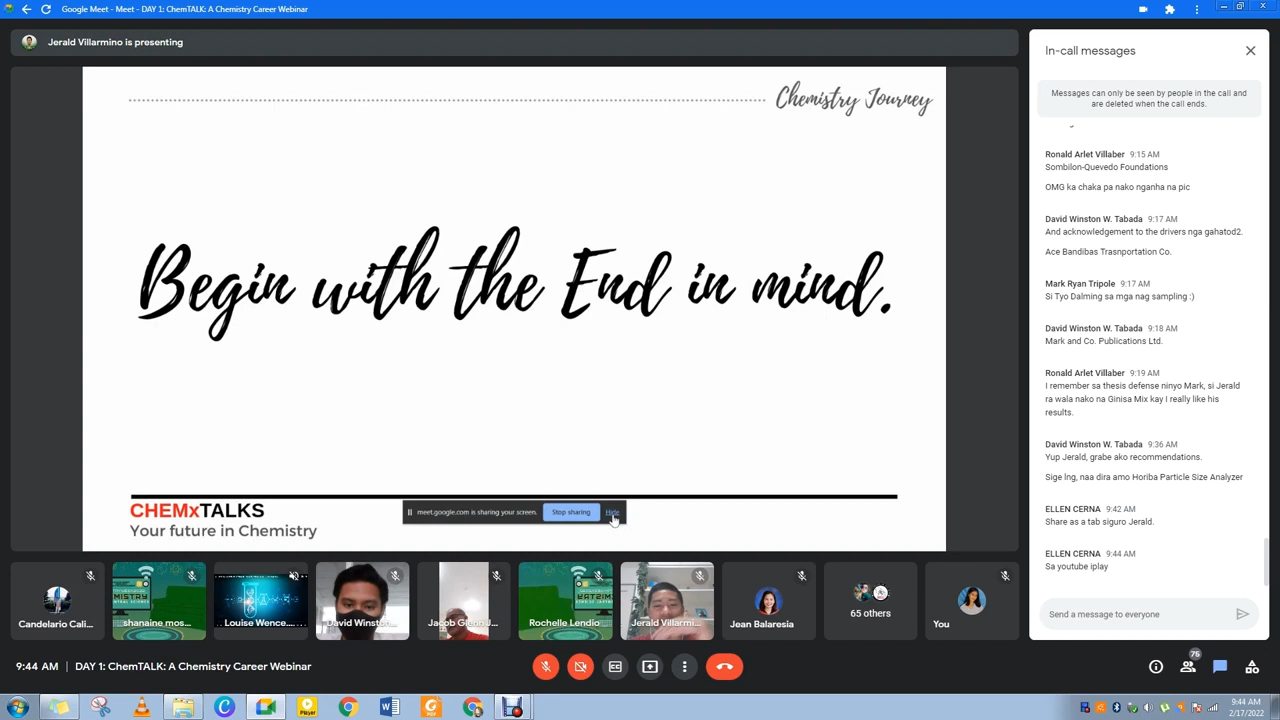 Google Meet - Meet - DAY 1: ChemTALK: A Chemistry Career Webinar
Jerald Villarmino is presenting
Chemistry Journey
Begin with the End in mind.
CHEMxTALKS
Your future in Chemistry
meet.google.com is sharing your screen.
Stop sharing
Hide
In-call messages
Messages can only be seen by people in the call and
are deleted when the call ends.
Ronald Arlet Villaber 9:15 AM
Sombilon-Quevedo Foundations
OMG ka chaka pa nako nganha na pic
David Winston W. Tabada 9:17 AM
And acknowledgement to the drivers nga gahatod2.
Ace Bandibas Trasnportation Co.
Mark Ryan Tripole 9:17 AM
Si Tyo Dalming sa mga nag sampling :)
David Winston W. Tabada 9:18 AM
Mark and Co. Publications Ltd.
Ronald Arlet Villaber 9:19 AM
I remember sa thesis defense ninyo Mark, si Jerald
ra wala nako na Ginisa Mix kay I really like his
results.
David Winston W. Tabada 9:36 AM
Yup Jerald, grabe ako recommendations.
Sige lng, naa dira amo Horiba Particle Size Analyzer
ELLEN CERNA 9:42 AM
Share as a tab siguro Jerald.
ELLEN CERNA 9:44 AM
Sa youtube iplay
Send a message to everyone
Candelario Cali...
shanaine mos...
Louise Wence...
David Winston...
Jacob Glenn J...
Rochelle Lendio
Jerald Villarmi...
Jean Balaresia
65 others
You
9:44 AM | DAY 1: ChemTALK: A Chemistry Career Webinar
75
9:44 AM
2/17/2022